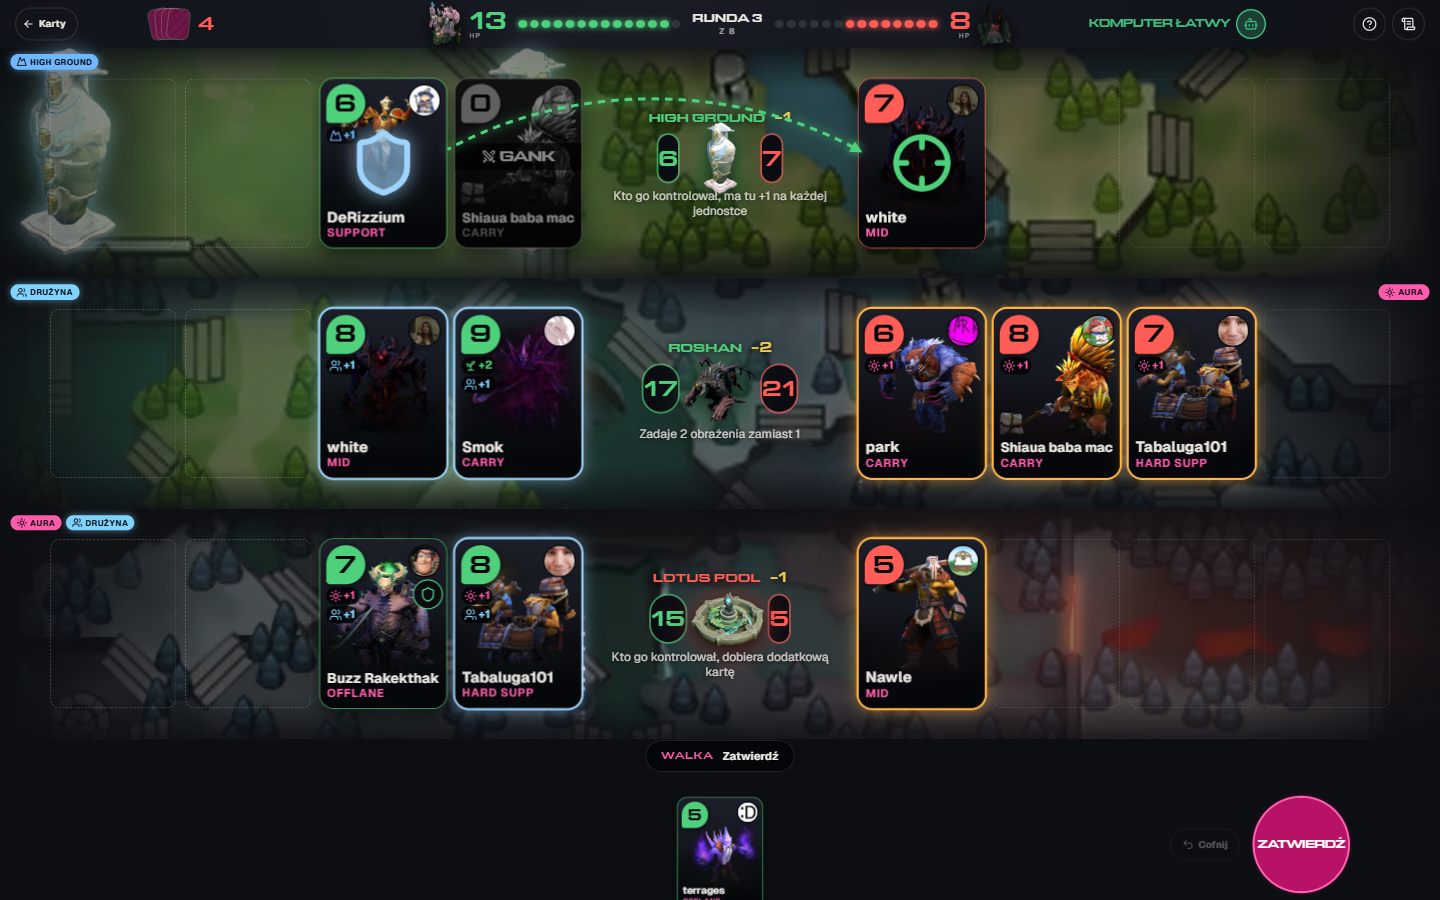 Karty
4
13
HP
RUNDA 3
Z 8
8
HP
KOMPUTER ŁATWY
HIGH GROUND
6
+1
DeRizzium
SUPPORT
0
GANK
Shiaua baba mac
CARRY
HIGH GROUND -1
6
7
Kto go kontrolował, ma tu +1 na każdej
jednostce
7
white
MID
DRUŻYNA
AURA
8
+1
white
MID
9
+2
+1
Smok
CARRY
ROSHAN -2
17
21
Zadaje 2 obrażenia zamiast 1
6
+1
park
CARRY
8
+1
Shiaua baba mac
CARRY
7
+1
Tabaluga101
HARD SUPP
AURA
DRUŻYNA
7
+1
+1
Buzz Rakekthak
OFFLANE
8
+1
+1
Tabaluga101
HARD SUPP
LOTUS POOL -1
15
5
Kto go kontrolował, dobiera dodatkową
kartę
5
Nawle
MID
WALKA Zatwierdź
5
:D
terrages
Cofnij
ZATWIERDŹ